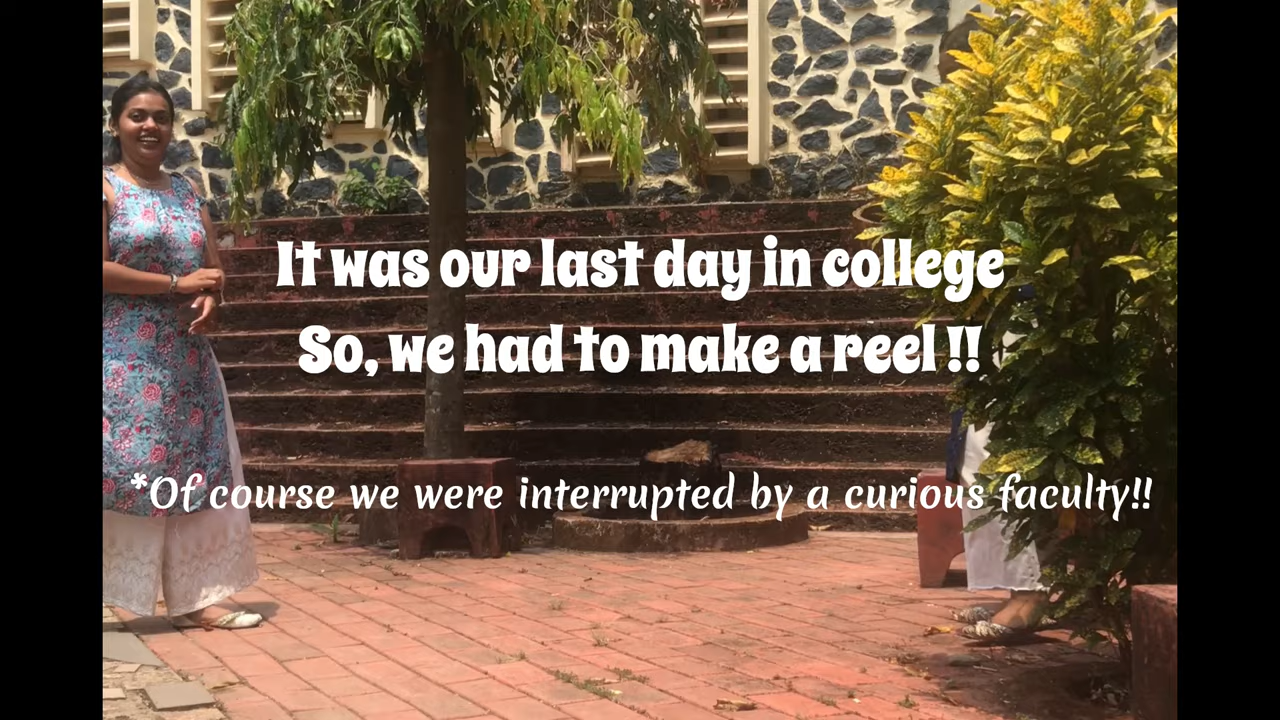 It was our last day in college
So, we had to make a reel !!
*Of course we were interrupted by a curious faculty!!